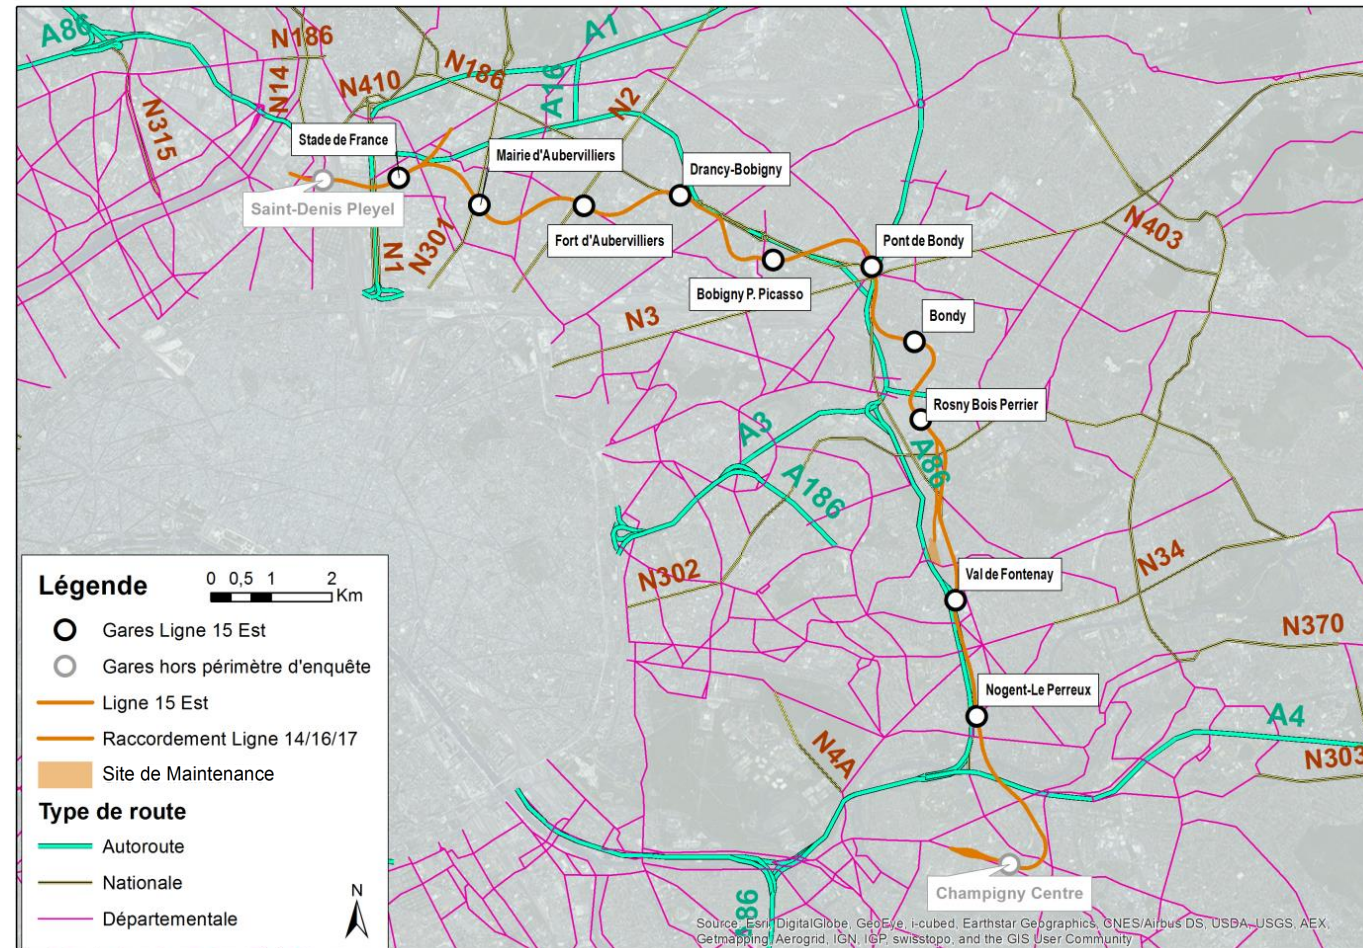 A86
N186
A1
N14
N410
N186
A16
N2
N315
Stade de France
Mairie d'Aubervilliers
Drancy-Bobigny
Saint-Denis Pleyel
Fort d'Aubervilliers
N1
N301
Pont de Bondy
N403
Bobigny P. Picasso
N3
Bondy
Rosny Bois Perrier
A3
A86
A186
N302
Val de Fontenay
N34
N370
Nogent-Le Perreux
A4
N4A
N303
Champigny Centre
A86
Légende
0 0,5 1 2
Km
Gares Ligne 15 Est
Gares hors périmètre d'enquête
Ligne 15 Est
Raccordement Ligne 14/16/17
Site de Maintenance
Type de route
Autoroute
Nationale
Départementale
N
Source: Esri, DigitalGlobe, GeoEye, i-cubed, Earthstar Geographics, CNES/Airbus DS, USDA, USGS, AEX,
Getmapping, Aerogrid, IGN, IGP, swisstopo, and the GIS User Community